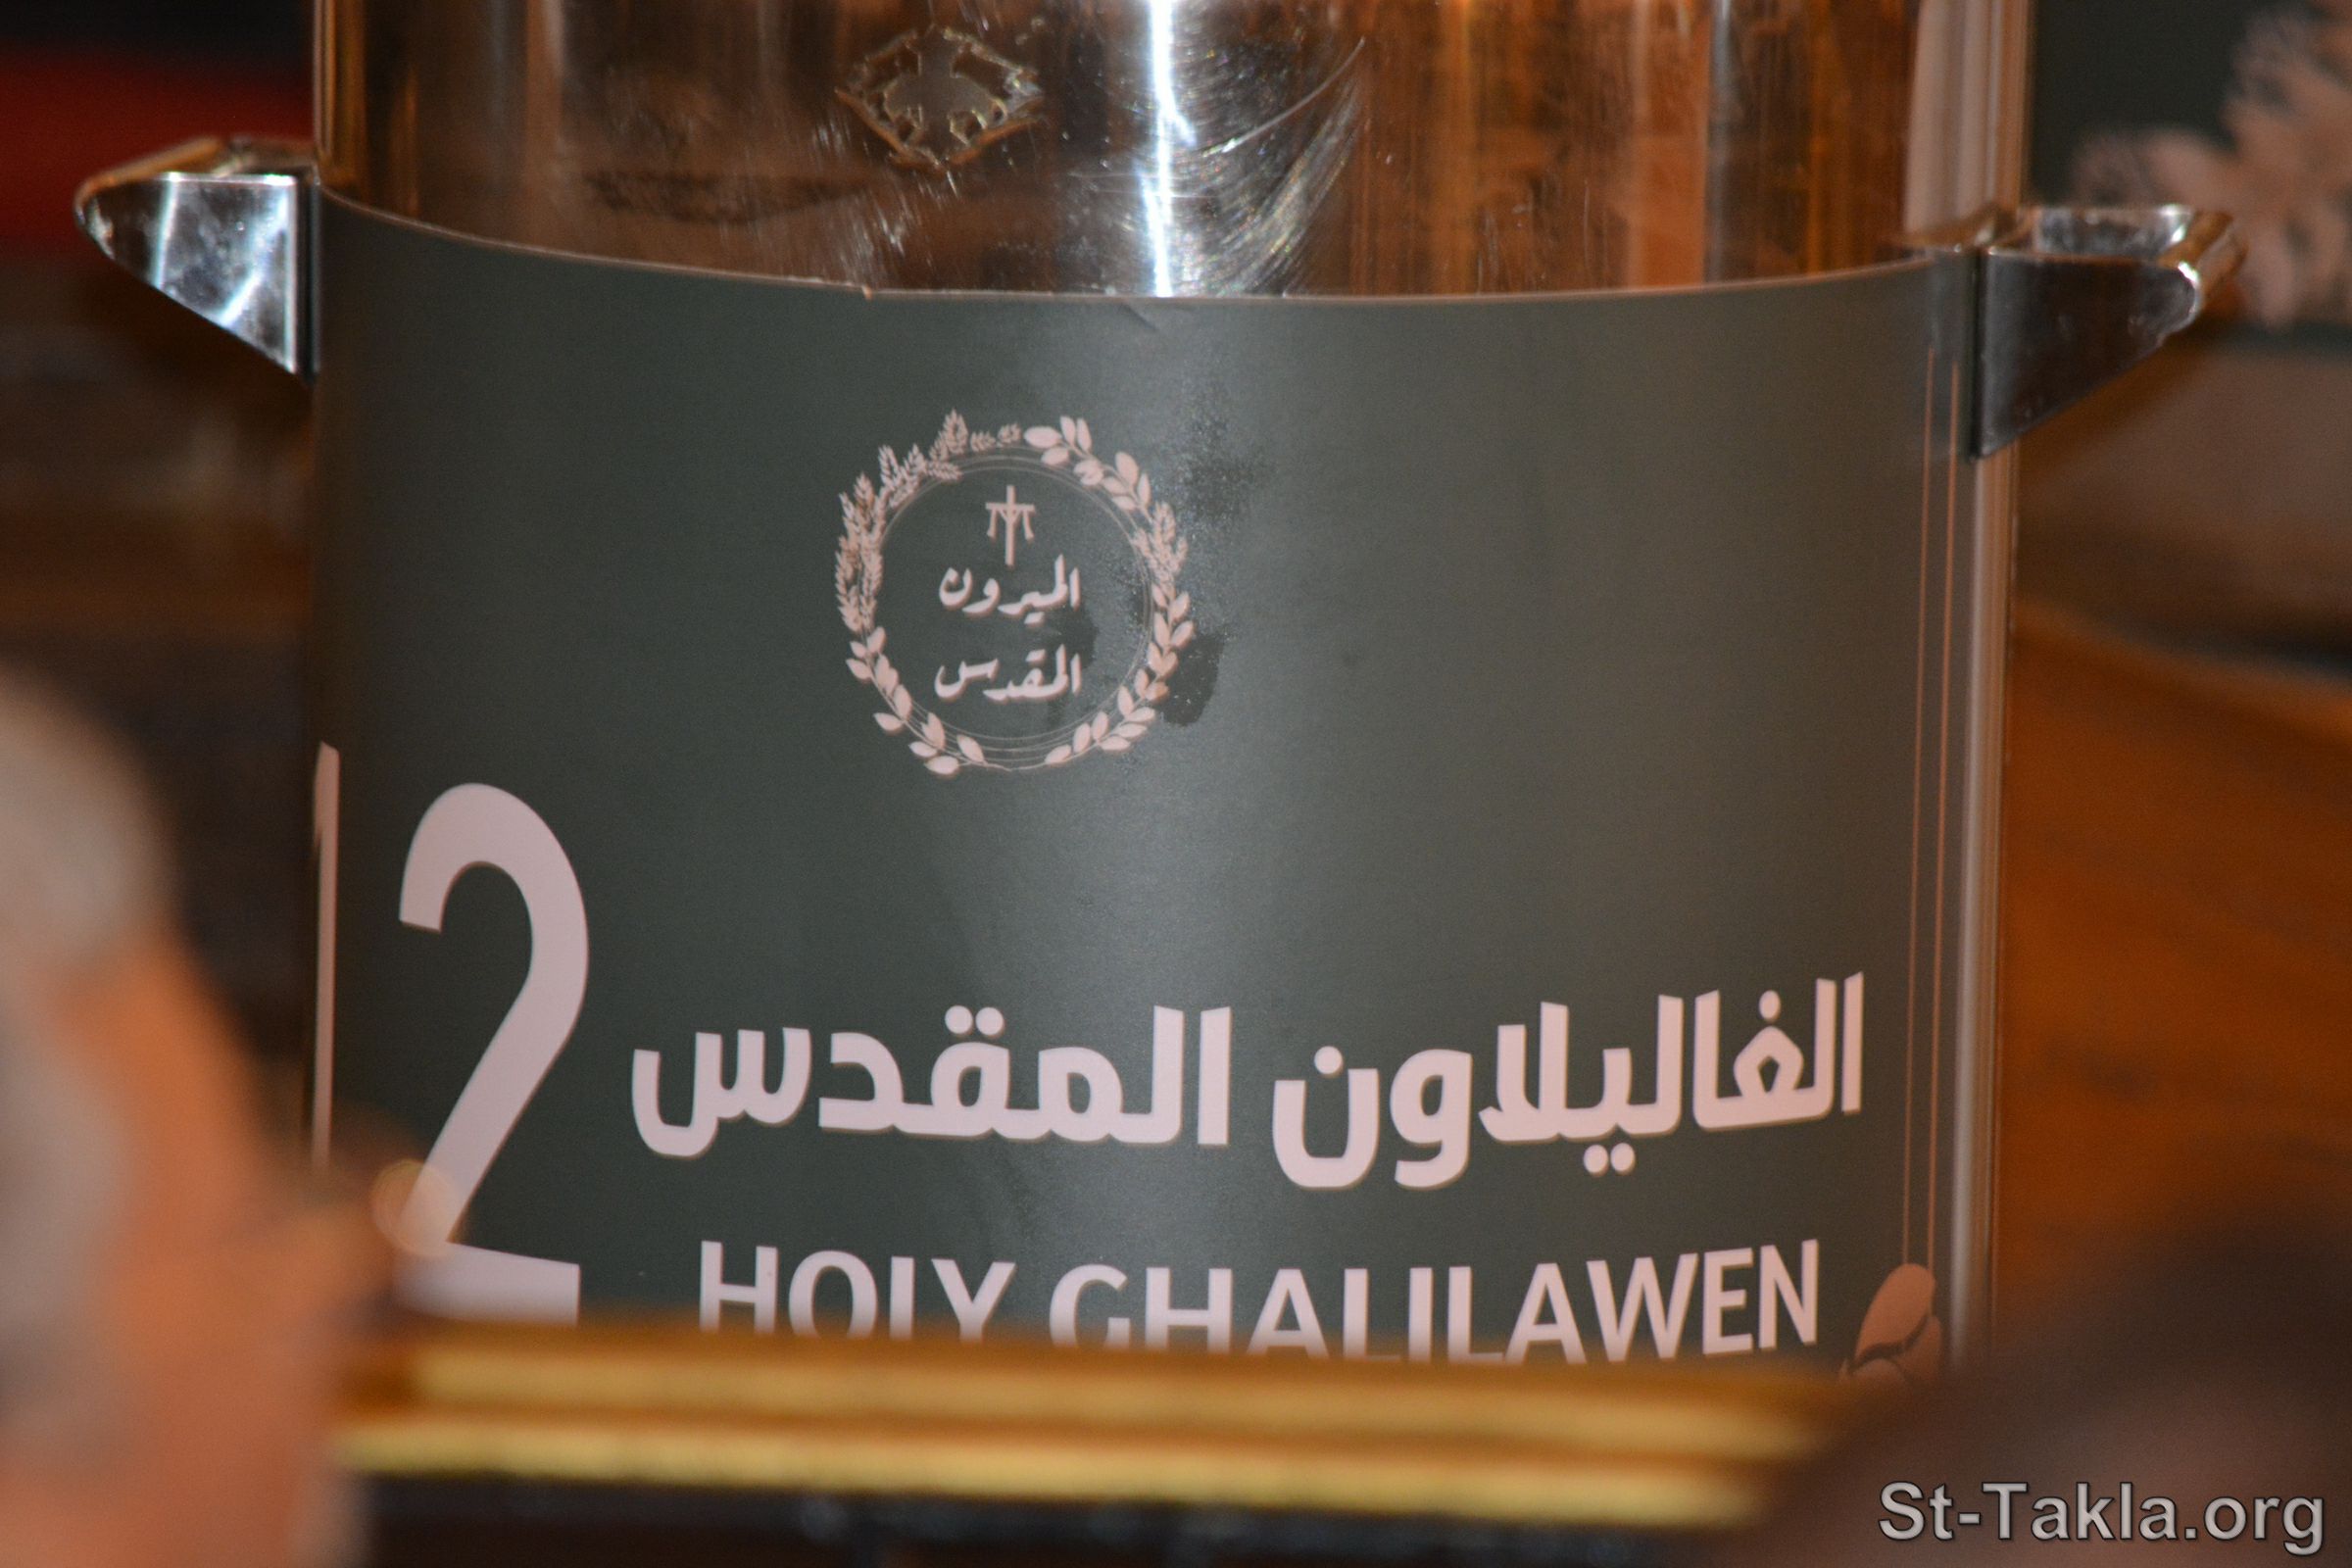 الميرون
المقدس
12
الغاليلاون المقدس
HOLY GHALILAWEN
St-Takla.org